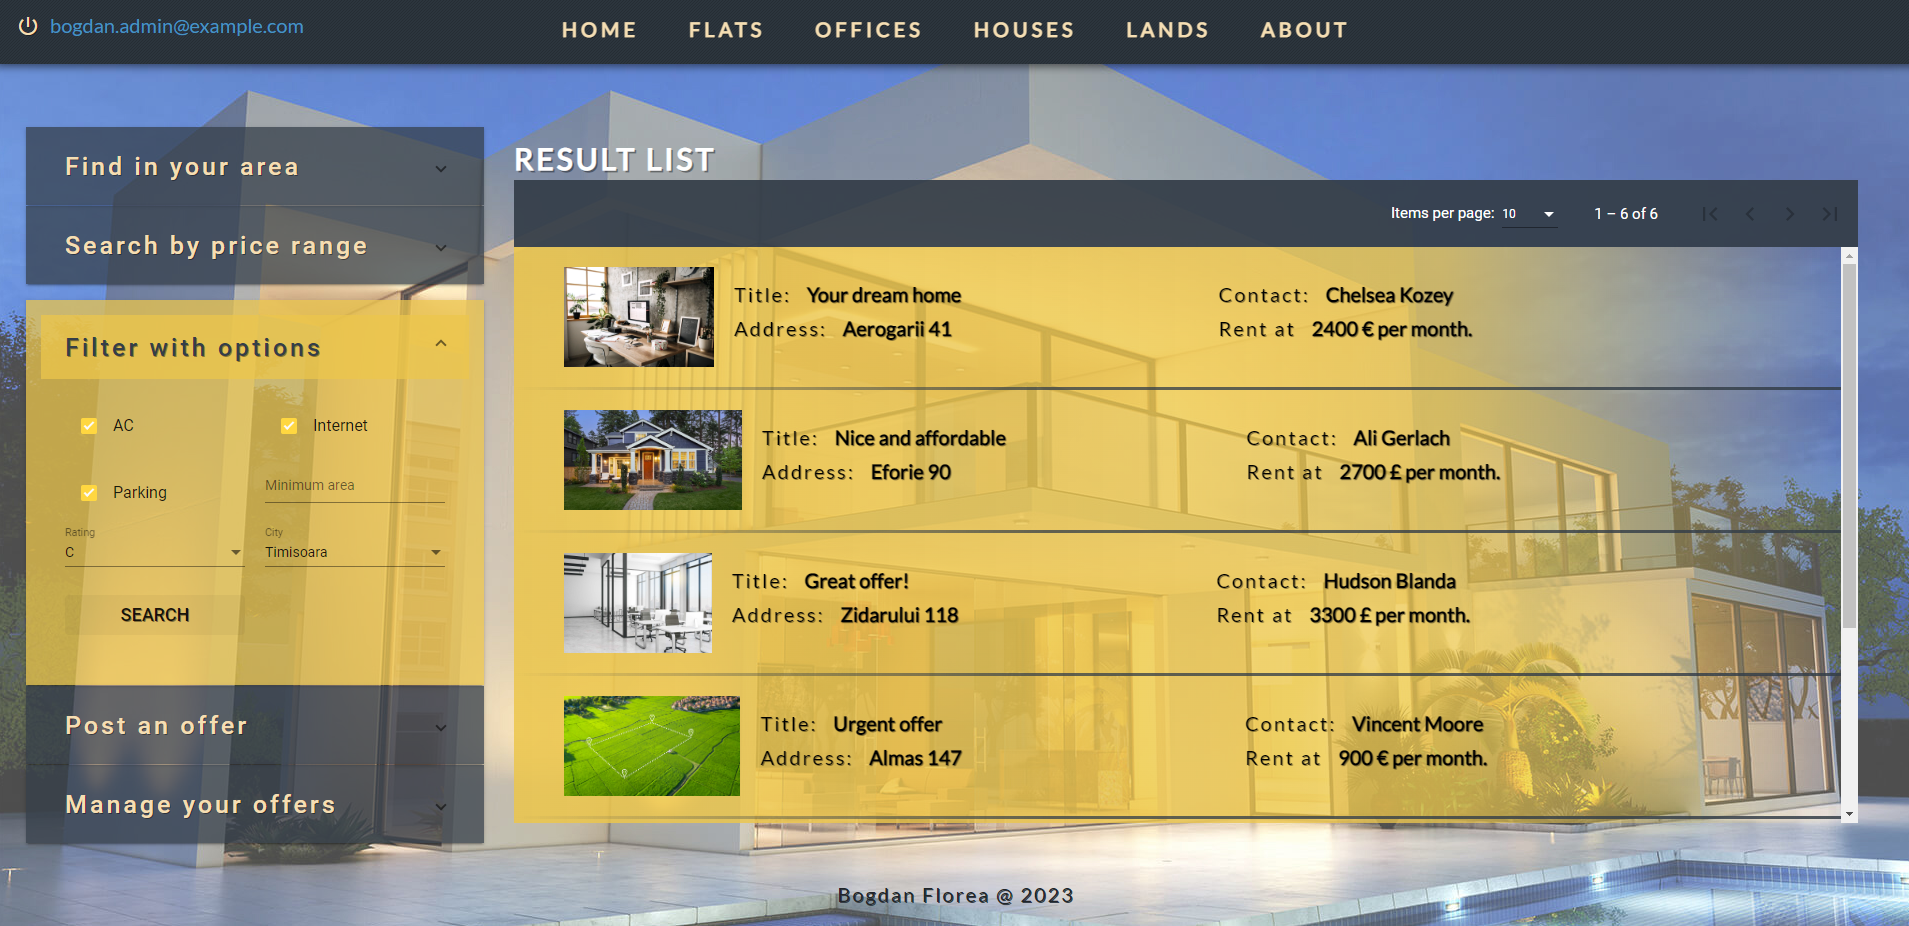 bogdan.admin@example.com
HOME FLATS OFFICES HOUSES LANDS ABOUT
Find in your area
Search by price range
Filter with options
AC Internet
Parking Minimum area
Rating City
C Timisoara
SEARCH
Post an offer
Manage your offers
RESULT LIST
Items per page: 10 1 – 6 of 6
Title: Your dream home Contact: Chelsea Kozey
Address: Aerogarii 41 Rent at 2400 € per month.
Title: Nice and affordable Contact: Ali Gerlach
Address: Eforie 90 Rent at 2700 £ per month.
Title: Great offer! Contact: Hudson Blanda
Address: Zidarului 118 Rent at 3300 £ per month.
Title: Urgent offer Contact: Vincent Moore
Address: Almas 147 Rent at 900 € per month.
Bogdan Florea @ 2023